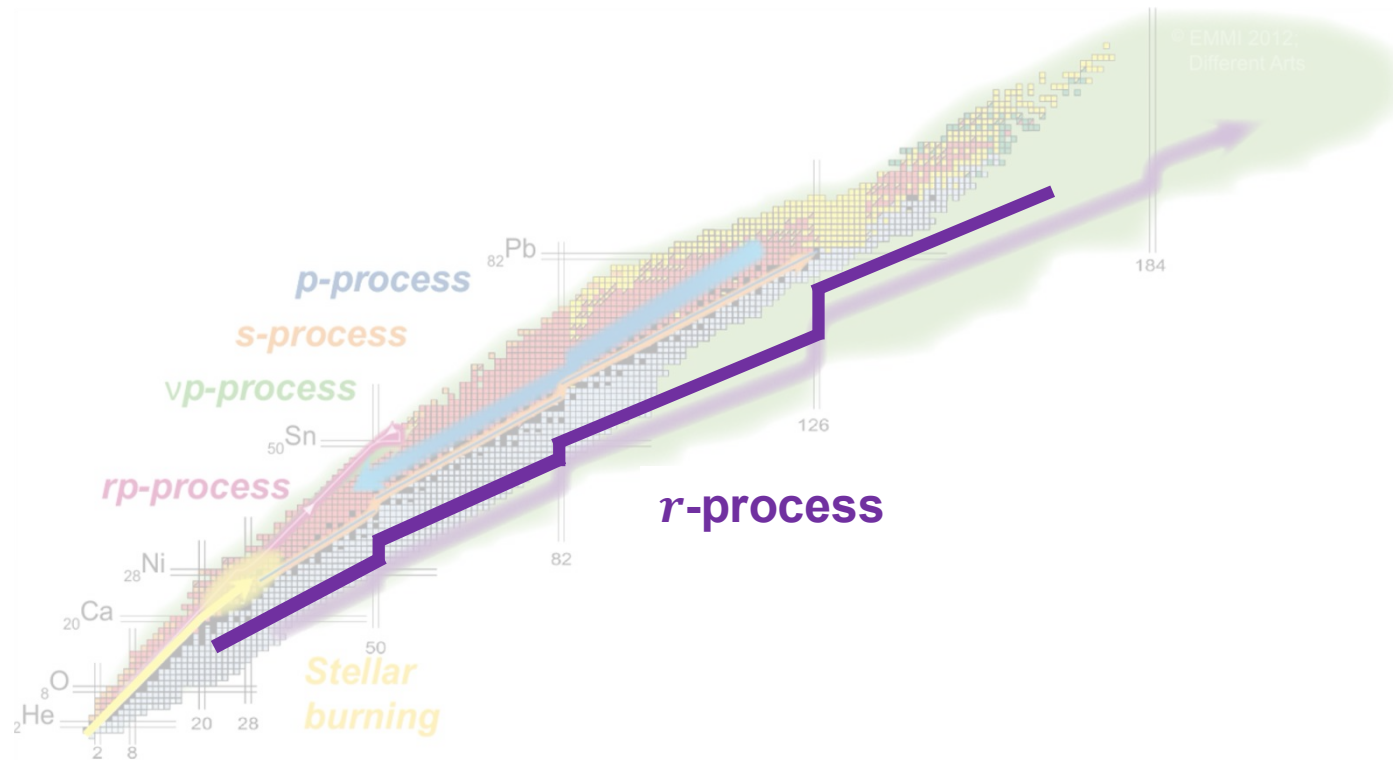 © EMMI 2012
Different Arts
82Pb
184
p-process
s-process
νp-process
126
50Sn
rp-process
r-process
82
28Ni
20Ca
50
Stellar
burning
8O
2He
20
28
2
8